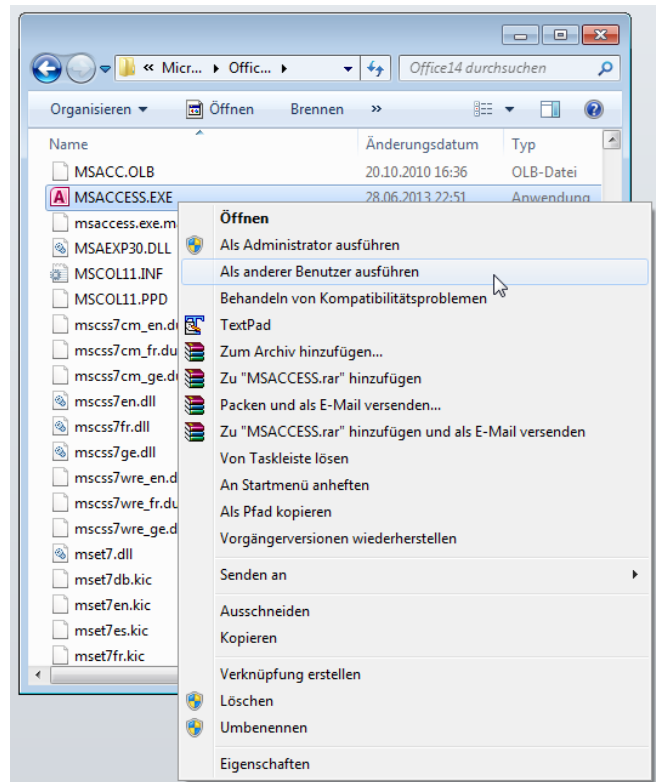 « Micr... ▸ Offic... ▸
Office14 durchsuchen
Organisieren Öffnen Brennen »
Name Änderungsdatum Typ
MSACC.OLB 20.10.2010 16:36 OLB-Datei
MSACCESS.EXE 28.06.2013 22:51 Anwendung
msaccess.exe.m
MSAEXP30.DLL
MSCOL11.INF
MSCOL11.PPD
mscss7cm_en.du
mscss7cm_fr.du
mscss7cm_ge.du
mscss7en.dll
mscss7fr.dll
mscss7ge.dll
mscss7wre_en.d
mscss7wre_fr.du
mscss7wre_ge.d
mset7.dll
mset7db.kic
mset7en.kic
mset7es.kic
mset7fr.kic
Öffnen
Als Administrator ausführen
Als anderer Benutzer ausführen
Behandeln von Kompatibilitätsproblemen
TextPad
Zum Archiv hinzufügen...
Zu "MSACCESS.rar" hinzufügen
Packen und als E-Mail versenden...
Zu "MSACCESS.rar" hinzufügen und als E-Mail versenden
Von Taskleiste lösen
An Startmenü anheften
Als Pfad kopieren
Vorgängerversionen wiederherstellen
Senden an
Ausschneiden
Kopieren
Verknüpfung erstellen
Löschen
Umbenennen
Eigenschaften